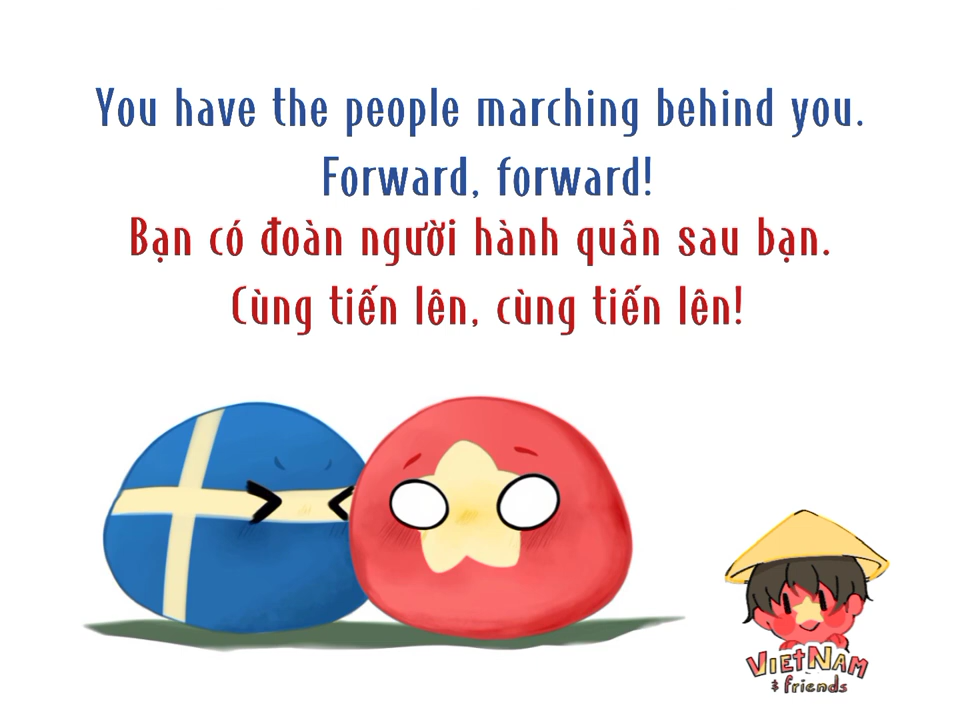 You have the people marching behind you.
Forward, forward!
Bạn có đoàn người hành quân sau bạn.
Cùng tiến lên, cùng tiến lên!
VIETNAM
& friends